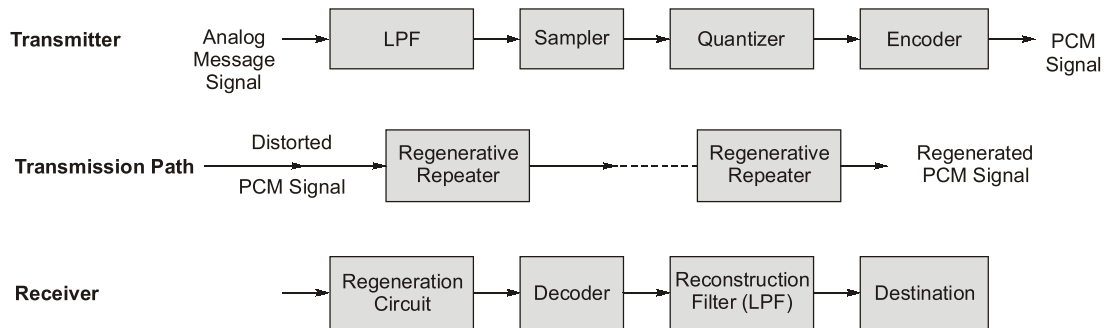 Transmitter
Analog
Message
Signal
LPF
Sampler
Quantizer
Encoder
PCM
Signal
Transmission Path
Distorted
PCM Signal
Regenerative
Repeater
Regenerative
Repeater
Regenerated
PCM Signal
Receiver
Regeneration
Circuit
Decoder
Reconstruction
Filter (LPF)
Destination